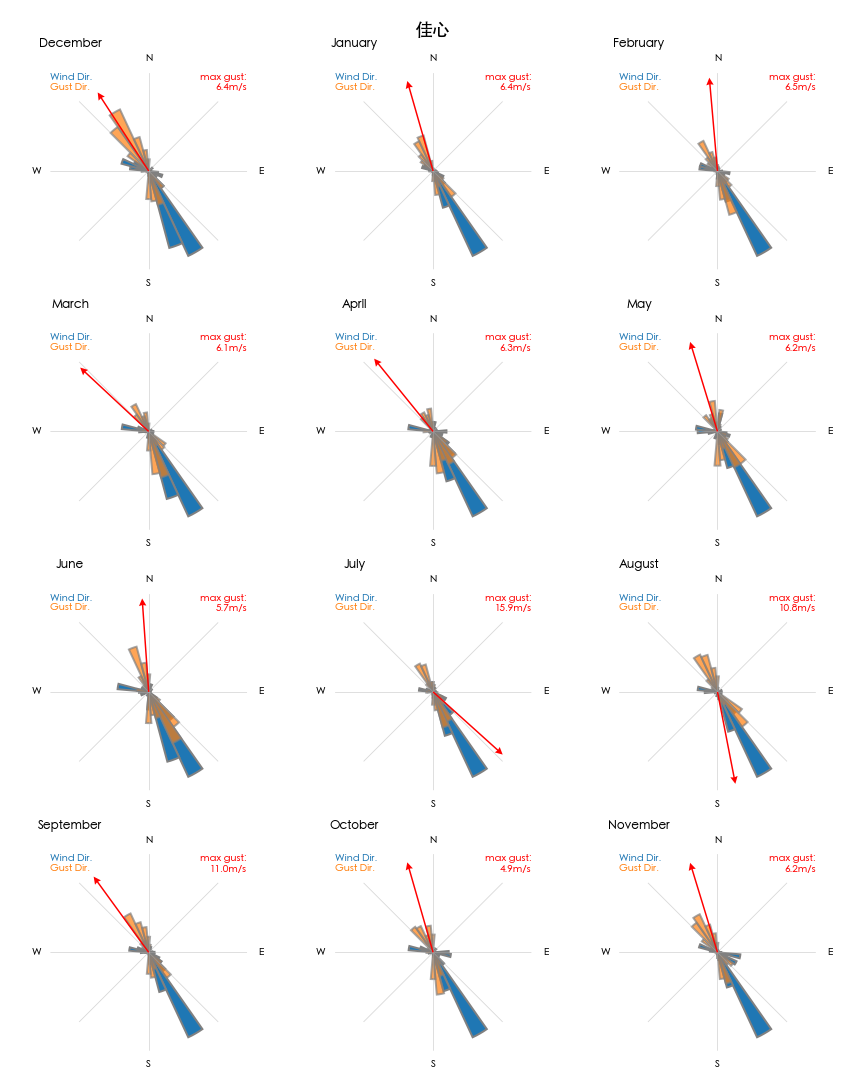 佳心
December
N
Wind Dir.
Gust Dir.
max gust:
6.4m/s
W
E
S
January
N
Wind Dir.
Gust Dir.
max gust:
6.4m/s
W
E
S
February
N
Wind Dir.
Gust Dir.
max gust:
6.5m/s
W
E
S
March
N
Wind Dir.
Gust Dir.
max gust:
6.1m/s
W
E
S
April
N
Wind Dir.
Gust Dir.
max gust:
6.3m/s
W
E
S
May
N
Wind Dir.
Gust Dir.
max gust:
6.2m/s
W
E
S
June
N
Wind Dir.
Gust Dir.
max gust:
5.7m/s
W
E
S
July
N
Wind Dir.
Gust Dir.
max gust:
15.9m/s
W
E
S
August
N
Wind Dir.
Gust Dir.
max gust:
10.8m/s
W
E
S
September
N
Wind Dir.
Gust Dir.
max gust:
11.0m/s
W
E
S
October
N
Wind Dir.
Gust Dir.
max gust:
4.9m/s
W
E
S
November
N
Wind Dir.
Gust Dir.
max gust:
6.2m/s
W
E
S